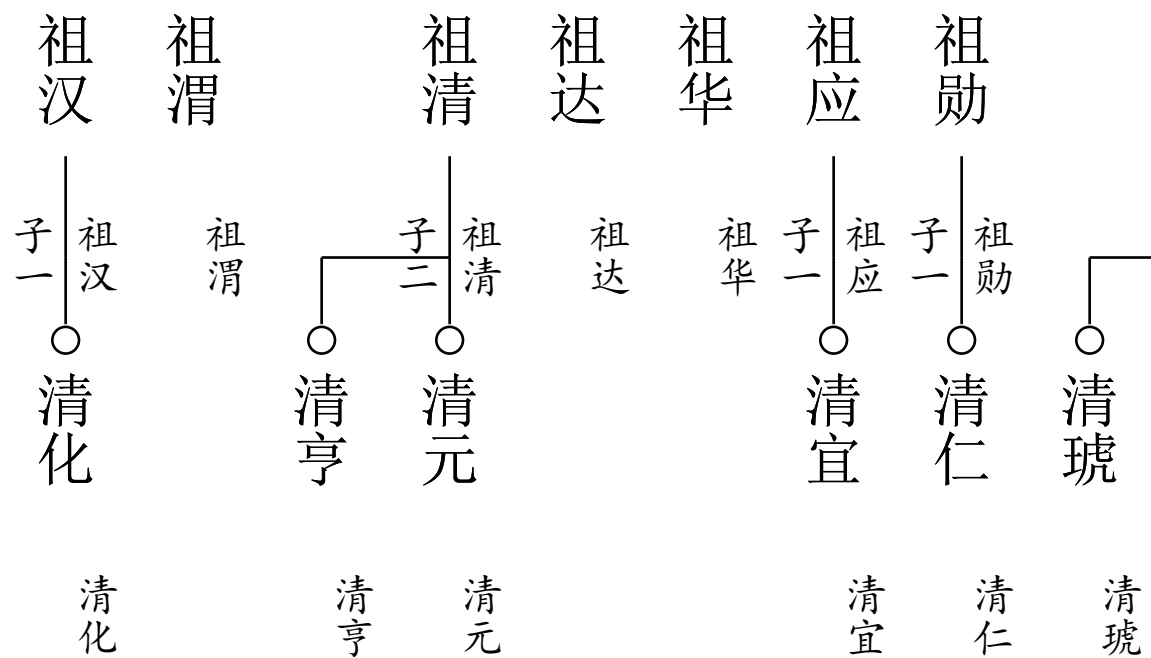 祖勋
祖应
祖华
祖达
祖清
祖渭
祖汉
祖勋
子一
祖应
子一
祖华
祖达
祖清
子二
祖渭
祖汉
子一
清琥
清仁
清宜
清元
清亨
清化
清琥
清仁
清宜
清元
清亨
清化